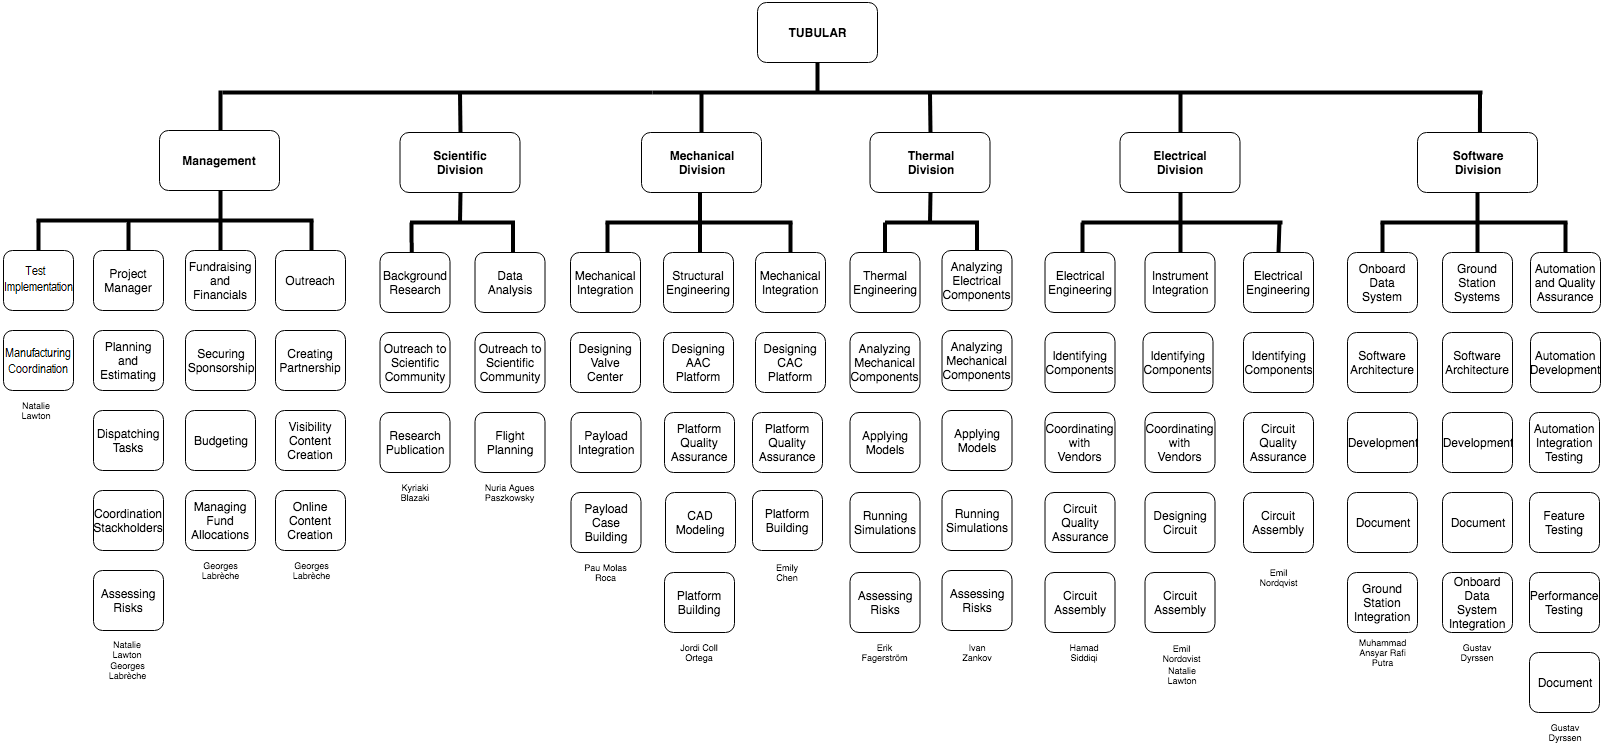 TUBULAR
Management
Scientific
Division
Mechanical
Division
Thermal
Division
Electrical
Division
Software
Division
Test
Implementation
Manufacturing
Coordination
Natalie
Lawton
Project
Manager
Planning
and
Estimating
Dispatching
Tasks
Coordination
Stackholders
Assessing
Risks
Natalie
Lawton
Georges
Labrèche
Fundraising
and
Financials
Securing
Sponsorship
Budgeting
Managing
Fund
Allocations
Georges
Labrèche
Outreach
Creating
Partnership
Visibility
Content
Creation
Online
Content
Creation
Georges
Labrèche
Background
Research
Outreach to
Scientific
Community
Research
Publication
Kyriaki
Blazaki
Data
Analysis
Outreach to
Scientific
Community
Flight
Planning
Nuria Agues
Paszkowsky
Mechanical
Integration
Designing
Valve
Center
Payload
Integration
Payload
Case
Building
Pau Molas
Roca
Structural
Engineering
Designing
AAC
Platform
Platform
Quality
Assurance
CAD
Modeling
Platform
Building
Jordi Coll
Ortega
Mechanical
Integration
Designing
CAC
Platform
Platform
Quality
Assurance
Platform
Building
Emily
Chen
Thermal
Engineering
Analyzing
Mechanical
Components
Applying
Models
Running
Simulations
Assessing
Risks
Erik
Fagerström
Analyzing
Electrical
Components
Analyzing
Mechanical
Components
Applying
Models
Running
Simulations
Assessing
Risks
Ivan
Zankov
Electrical
Engineering
Identifying
Components
Coordinating
with
Vendors
Circuit
Quality
Assurance
Circuit
Assembly
Hamad
Siddiqi
Instrument
Integration
Identifying
Components
Coordinating
with
Vendors
Designing
Circuit
Circuit
Assembly
Emil
Nordqvist
Natalie
Lawton
Electrical
Engineering
Identifying
Components
Circuit
Quality
Assurance
Circuit
Assembly
Emil
Nordqvist
Onboard
Data
System
Software
Architecture
Development
Document
Ground
Station
Integration
Muhammad
Ansyar Rafi
Putra
Ground
Station
Systems
Software
Architecture
Development
Document
Onboard
Data
System
Integration
Gustav
Dyrssen
Automation
and Quality
Assurance
Automation
Development
Automation
Integration
Testing
Feature
Testing
Performance
Testing
Document
Gustav
Dyrssen